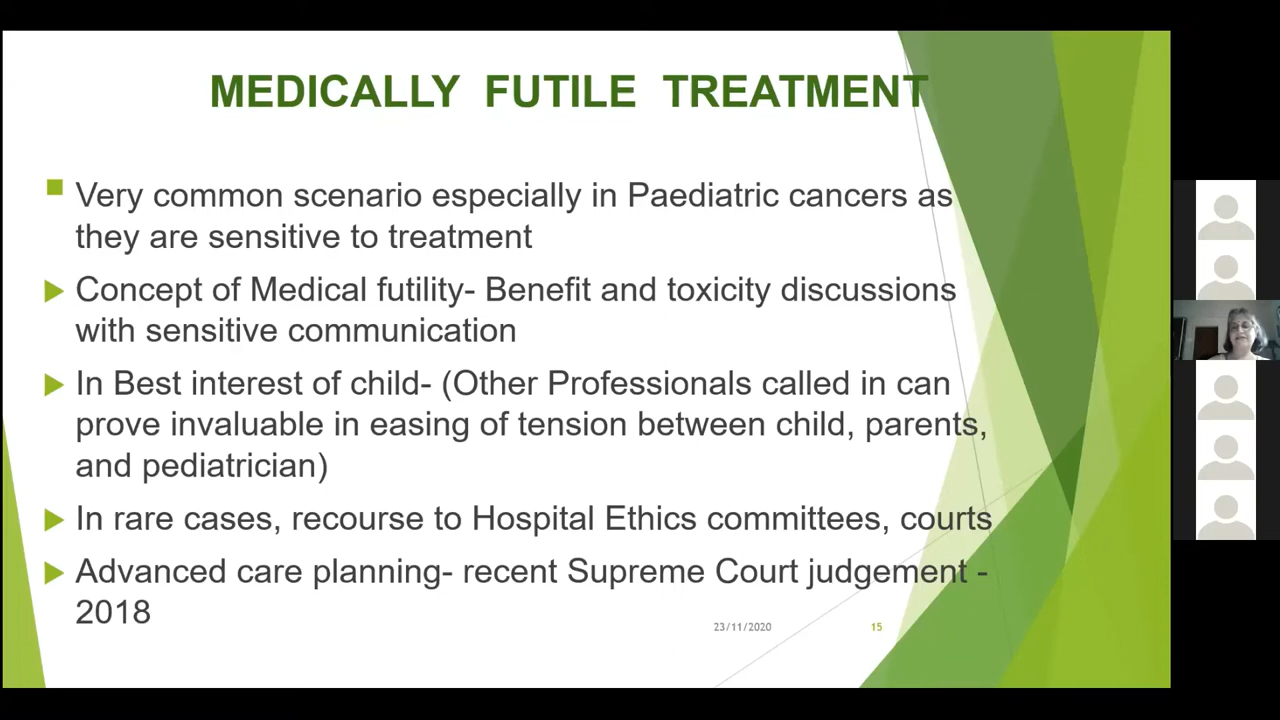 MEDICALLY FUTILE TREATMENT
Very common scenario especially in Paediatric cancers as
they are sensitive to treatment
Concept of Medical futility- Benefit and toxicity discussions
with sensitive communication
In Best interest of child- (Other Professionals called in can
prove invaluable in easing of tension between child, parents,
and pediatrician)
In rare cases, recourse to Hospital Ethics committees, courts
Advanced care planning- recent Supreme Court judgement -
2018
23/11/2020
15